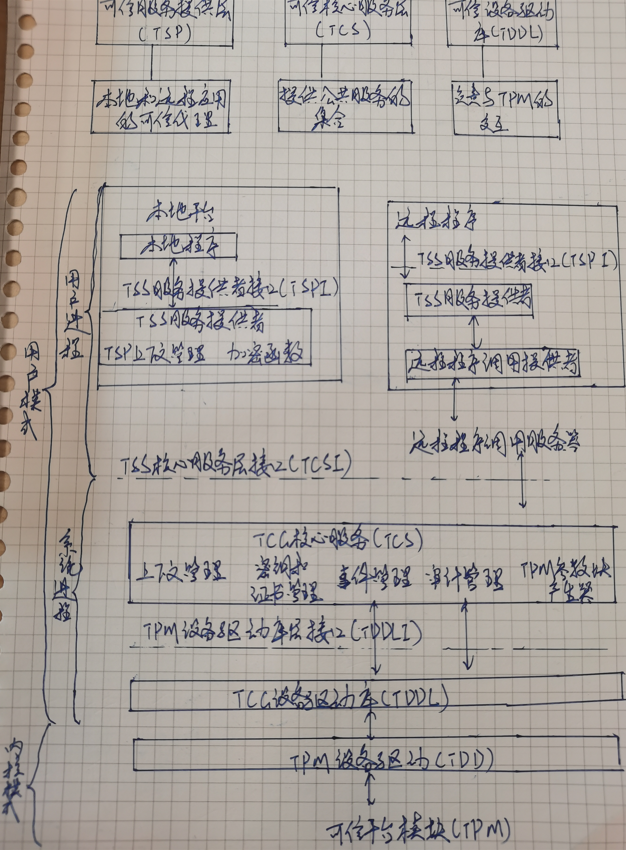 可信服务提供层
(TSP)
可信核心服务层
(TCS)
可信设备驱动
库(TDDL)
本地和远程应用
的可信代理
提供公共服务的
集合
负责与TPM的
交互
用户模式
用户进程
本地平台
本地程序
TSS服务提供者接口(TSPI)
TSS服务提供者
TSP上下文管理 加密函数
远程程序
TSS服务提供者接口(TSPI)
TSS服务提供者
远程程序调用提供者
远程程序调用服务器
TSS核心服务层接口(TCSI)
系统进程
TCG核心服务(TCS)
上下文管理
密钥和
证书管理
事件管理
审计管理
TPM参数块
产生器
TPM设备驱动库层接口(TDDLI)
TCG设备驱动库(TDDL)
内核模式
TPM设备驱动(TDD)
可信平台模块(TPM)